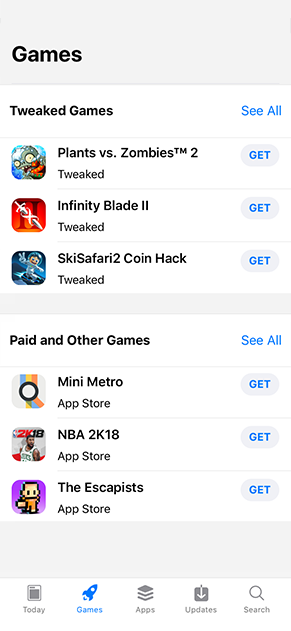 Games
Tweaked Games
See All
Plants vs. Zombies™ 2
Tweaked
GET
Infinity Blade II
Tweaked
GET
SkiSafari2 Coin Hack
Tweaked
GET
Paid and Other Games
See All
Mini Metro
App Store
GET
2K18
NBA 2K18
App Store
GET
The Escapists
App Store
GET
Today
Games
Apps
Updates
Search